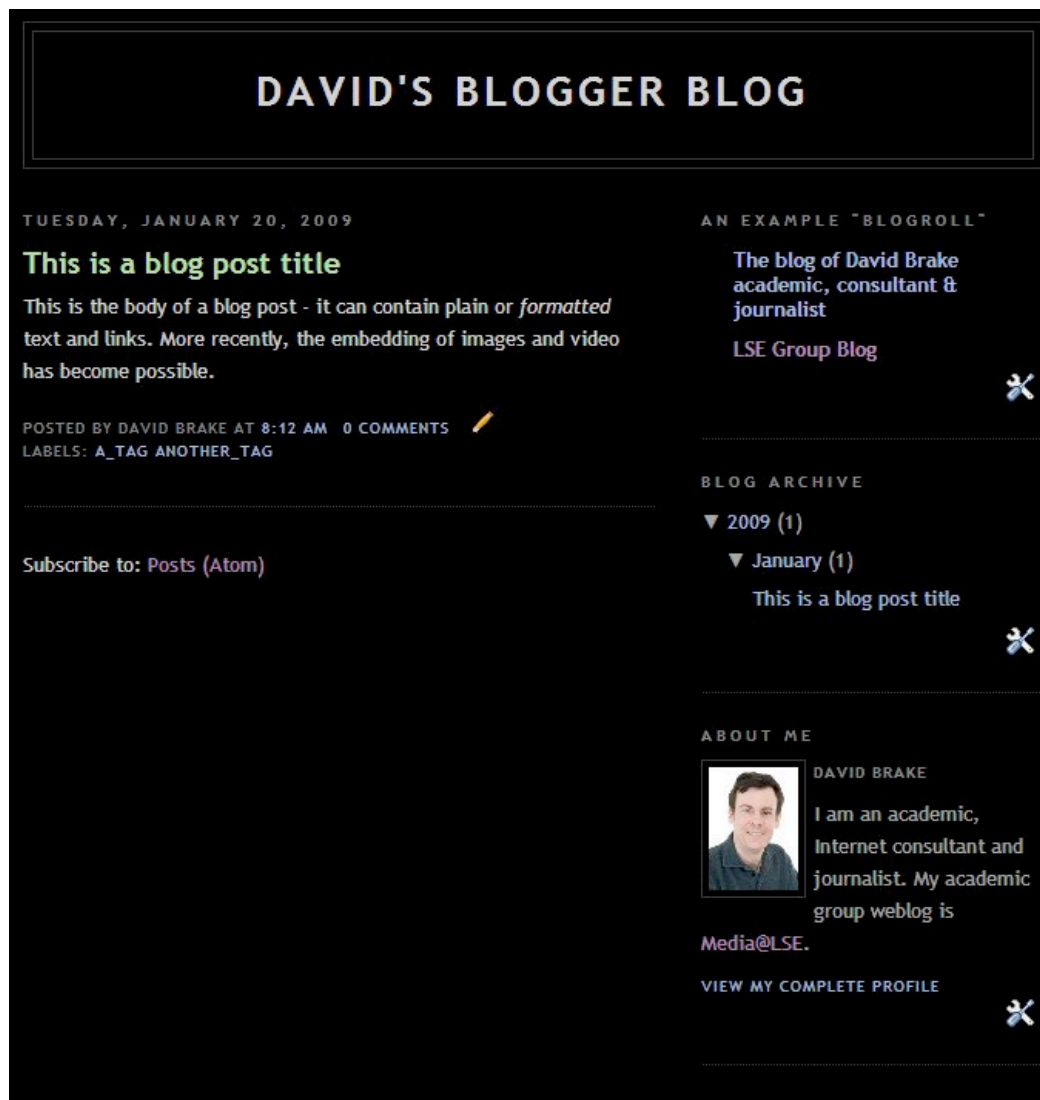 DAVID'S BLOGGER BLOG
TUESDAY, JANUARY 20, 2009
This is a blog post title
This is the body of a blog post - it can contain plain or formatted
text and links. More recently, the embedding of images and video
has become possible.
POSTED BY DAVID BRAKE AT 8:12 AM 0 COMMENTS
LABELS: A_TAG ANOTHER_TAG
Subscribe to: Posts (Atom)
AN EXAMPLE "BLOGROLL"
The blog of David Brake
academic, consultant &
journalist
LSE Group Blog
BLOG ARCHIVE
▼ 2009 (1)
▼ January (1)
This is a blog post title
ABOUT ME
DAVID BRAKE
I am an academic,
Internet consultant and
journalist. My academic
group weblog is
Media@LSE.
VIEW MY COMPLETE PROFILE